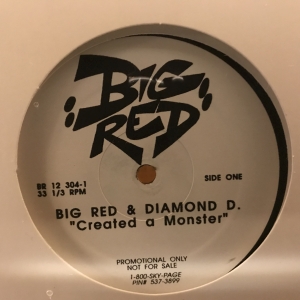 BIG
RED
BR 12 304-1
33 1/3 RPM
SIDE ONE
BIG RED & DIAMOND D.
"Created a Monster"
PROMOTIONAL ONLY
NOT FOR SALE
1-800-SKY-PAGE
PIN# 537-3899